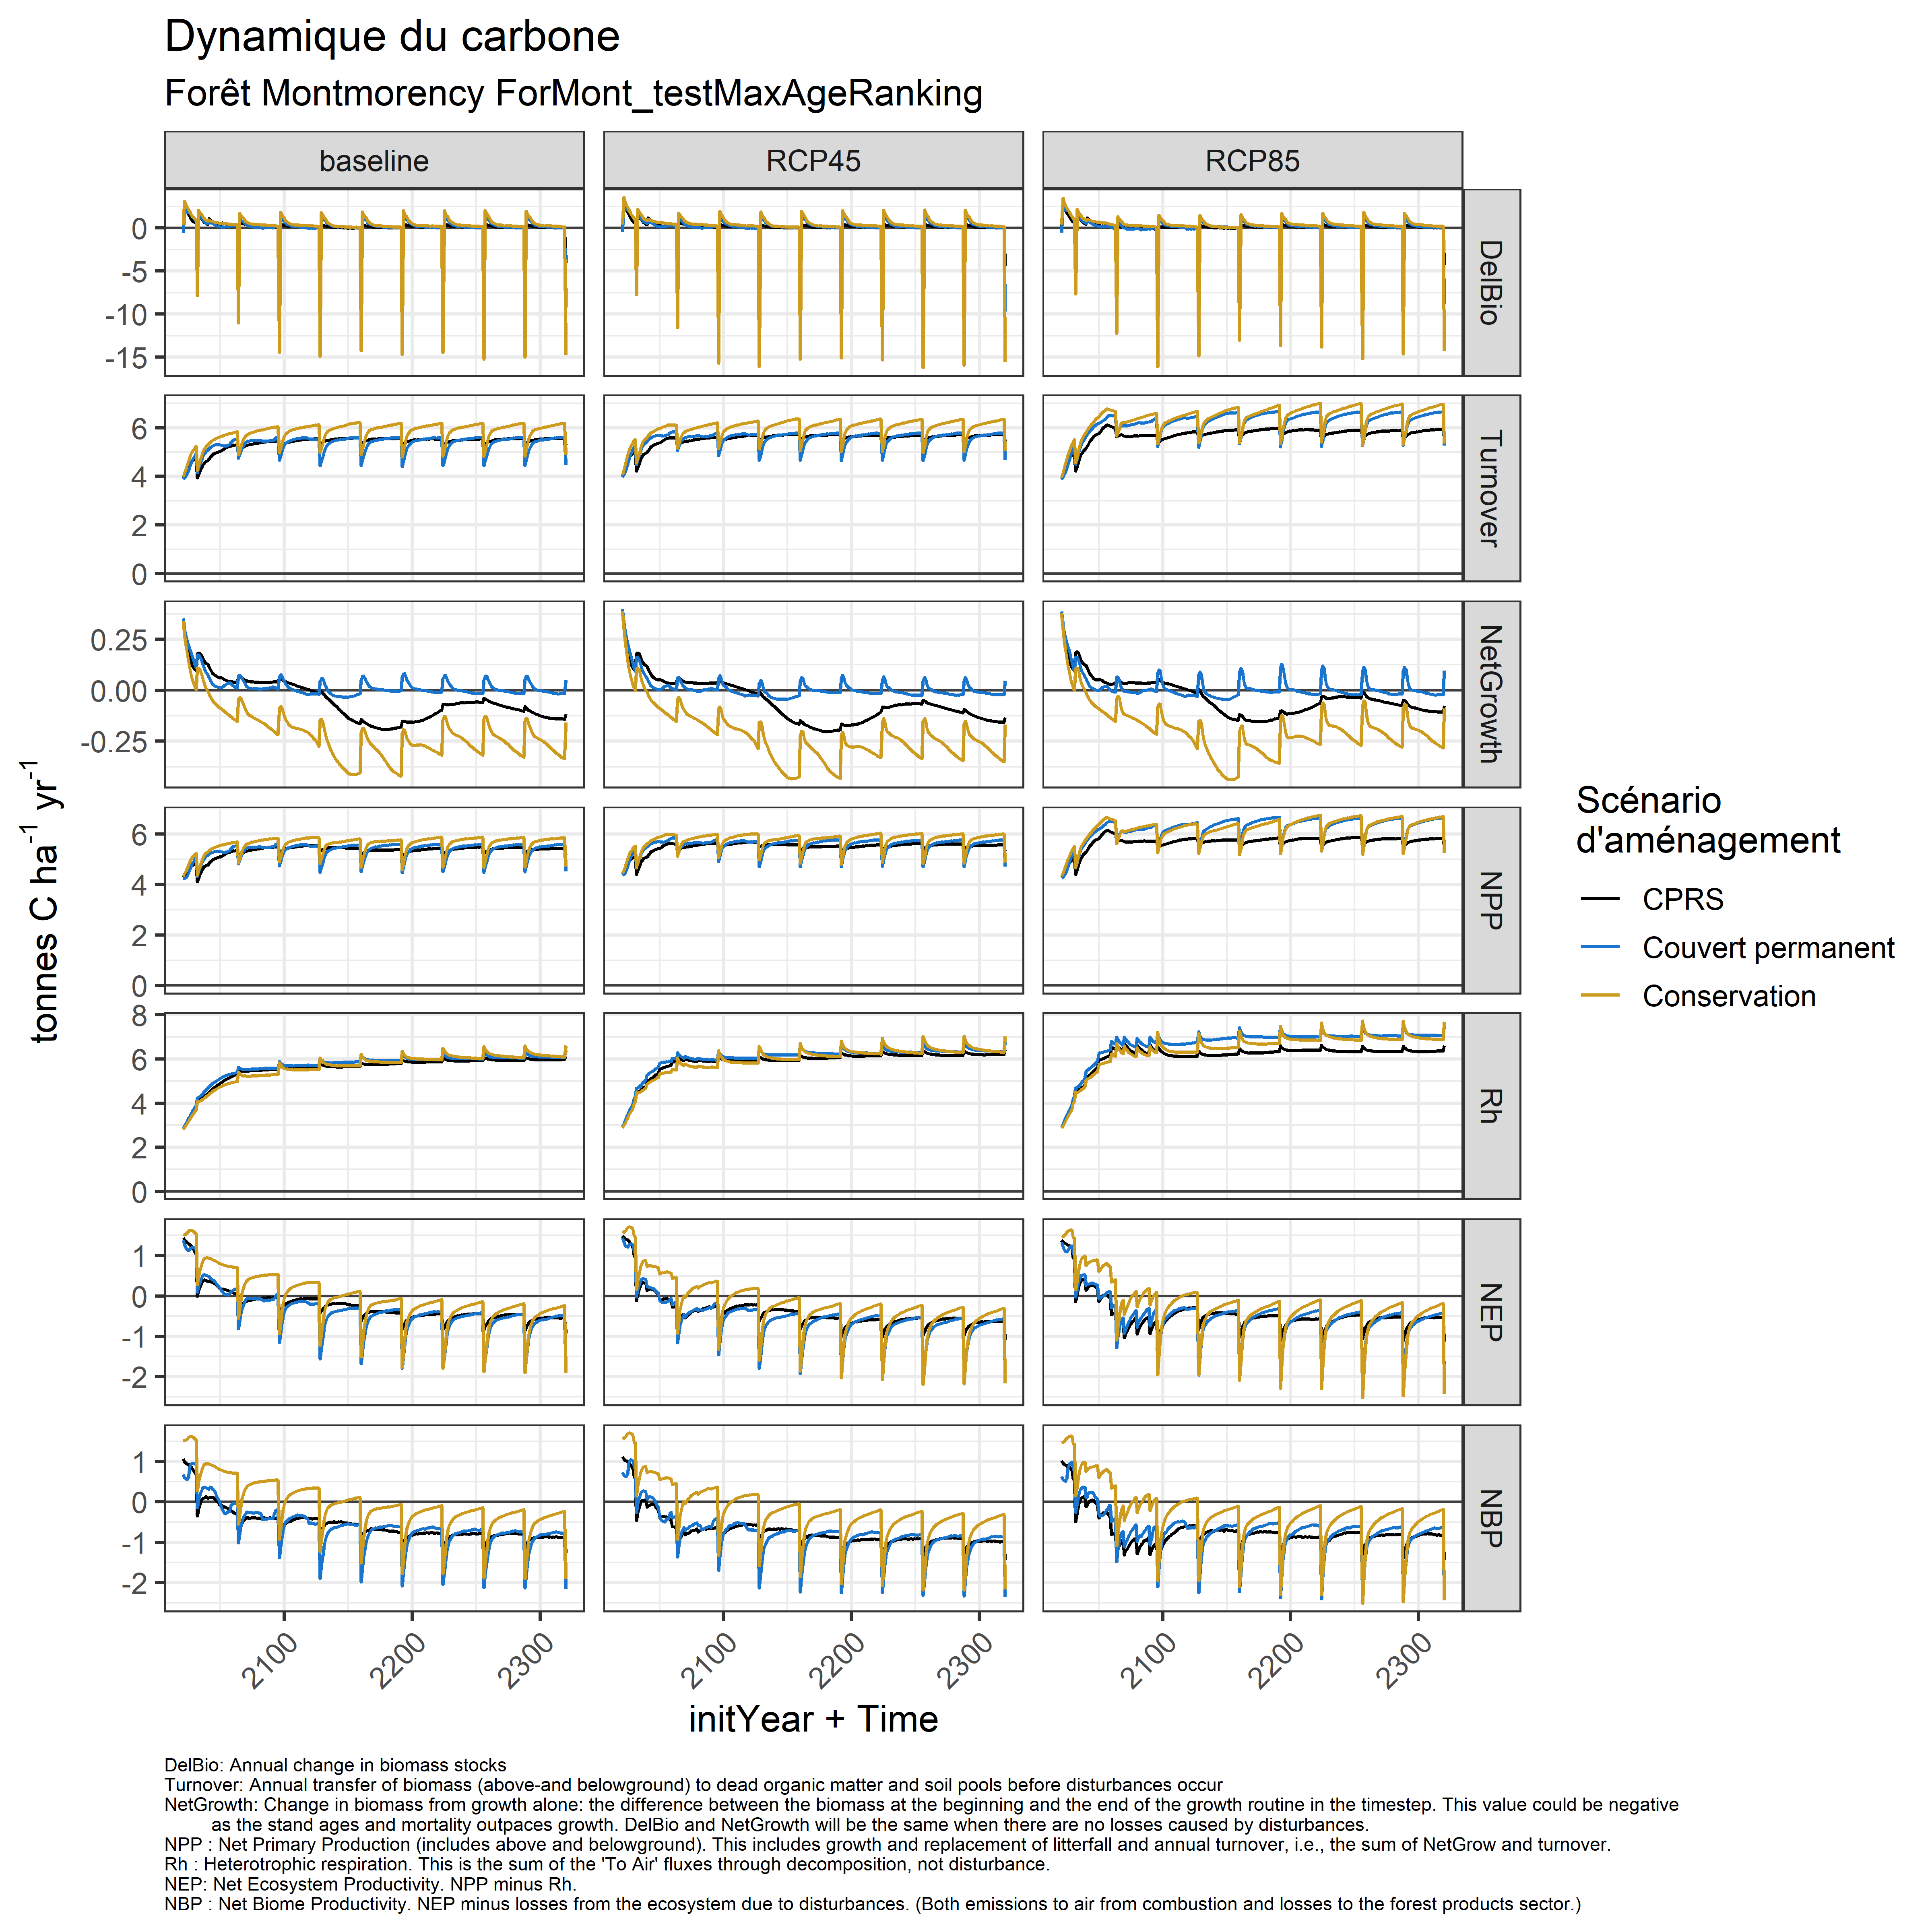 Dynamique du carbone
Forêt Montmorency ForMont_testMaxAgeRanking
baseline
RCP45
RCP85
0
-5
-10
-15
DelBio
6
4
2
0
Turnover
0.25
0.00
-0.25
NetGrowth
6
4
2
0
NPP
8
6
4
2
0
Rh
1
0
-1
-2
NEP
1
0
-1
-2
NBP
tonnes C ha-1 yr-1
2100
2200
2300
2100
2200
2300
2100
2200
2300
initYear + Time
Scénario
d'aménagement
CPRS
Couvert permanent
Conservation
DelBio: Annual change in biomass stocks
Turnover: Annual transfer of biomass (above-and belowground) to dead organic matter and soil pools before disturbances occur
NetGrowth: Change in biomass from growth alone: the difference between the biomass at the beginning and the end of the growth routine in the timestep. This value could be negative
as the stand ages and mortality outpaces growth. DelBio and NetGrowth will be the same when there are no losses caused by disturbances.
NPP : Net Primary Production (includes above and belowground). This includes growth and replacement of litterfall and annual turnover, i.e., the sum of NetGrow and turnover.
Rh : Heterotrophic respiration. This is the sum of the 'To Air' fluxes through decomposition, not disturbance.
NEP: Net Ecosystem Productivity. NPP minus Rh.
NBP : Net Biome Productivity. NEP minus losses from the ecosystem due to disturbances. (Both emissions to air from combustion and losses to the forest products sector.)